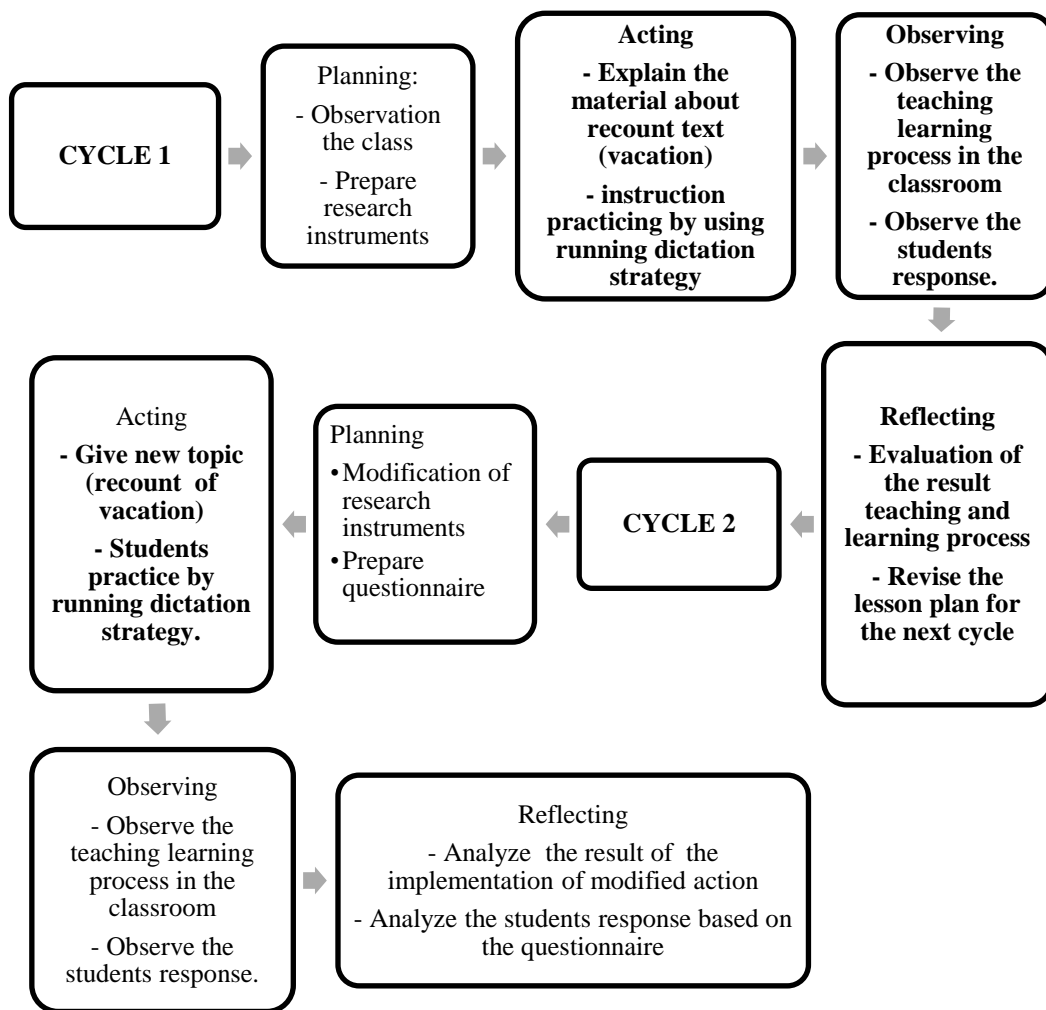 CYCLE 1
Planning:
- Observation
the class
- Prepare
research
instruments
Acting
- Explain the
material about
recount text
(vacation)
- instruction
practicing by using
running dictation
strategy
Observing
- Observe the
teaching
learning
process in the
classroom
- Observe the
students
response.
Reflecting
- Evaluation of
the result
teaching and
learning process
- Revise the
lesson plan for
the next cycle
CYCLE 2
Planning
•Modification of
research
instruments
•Prepare
questionnaire
Acting
- Give new topic
(recount of
vacation)
- Students
practice by
running dictation
strategy.
Observing
- Observe the
teaching learning
process in the
classroom
- Observe the
students response.
Reflecting
- Analyze the result of the
implementation of modified action
- Analyze the students response based on
the questionnaire